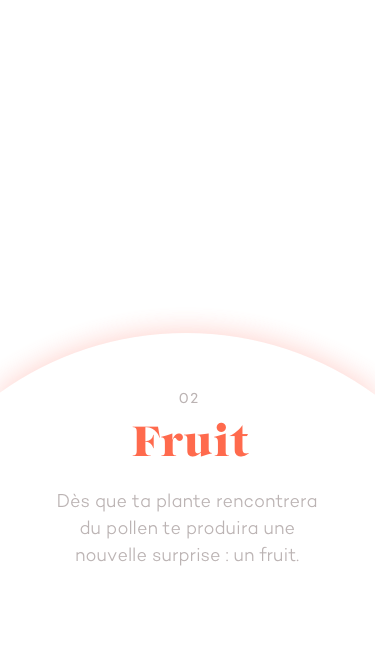 02
Fruit
Dès que ta plante rencontrera
du pollen te produira une
nouvelle surprise : un fruit.